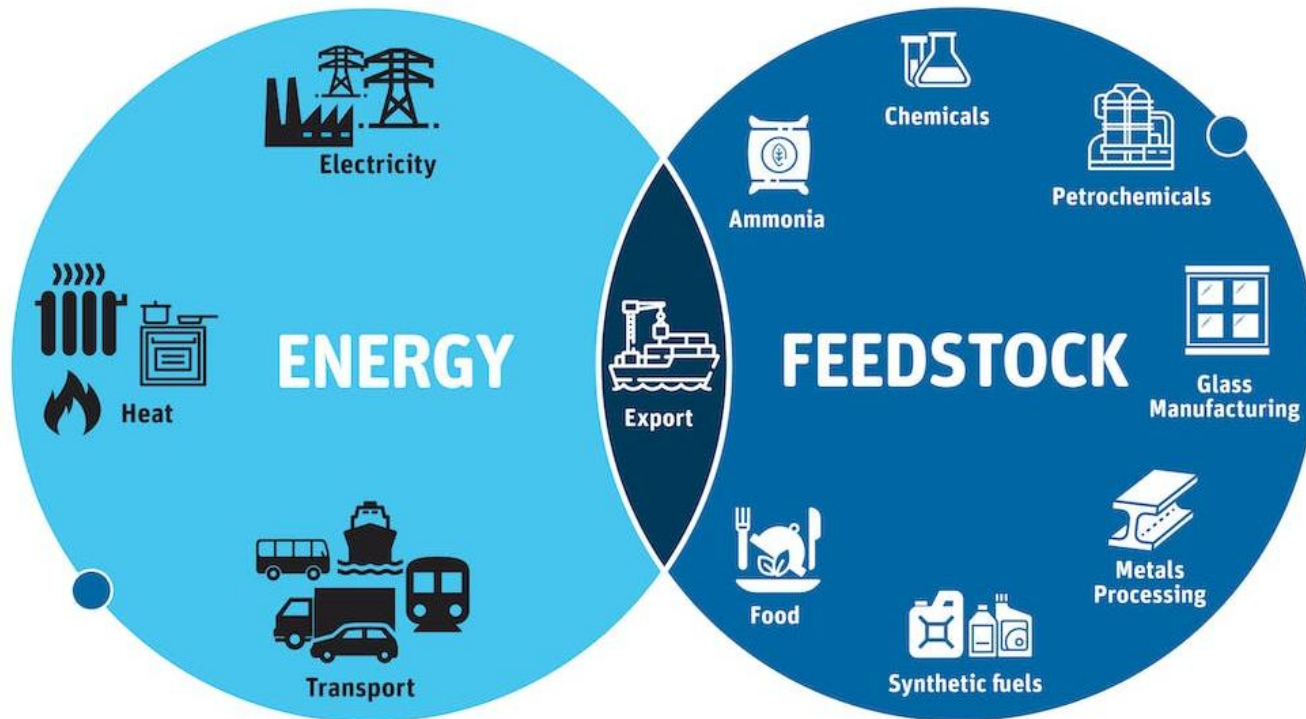 Electricity
ENERGY
Heat
Transport
Export
FEEDSTOCK
Chemicals
Petrochemicals
Ammonia
Glass
Manufacturing
Metals
Processing
Food
Synthetic fuels